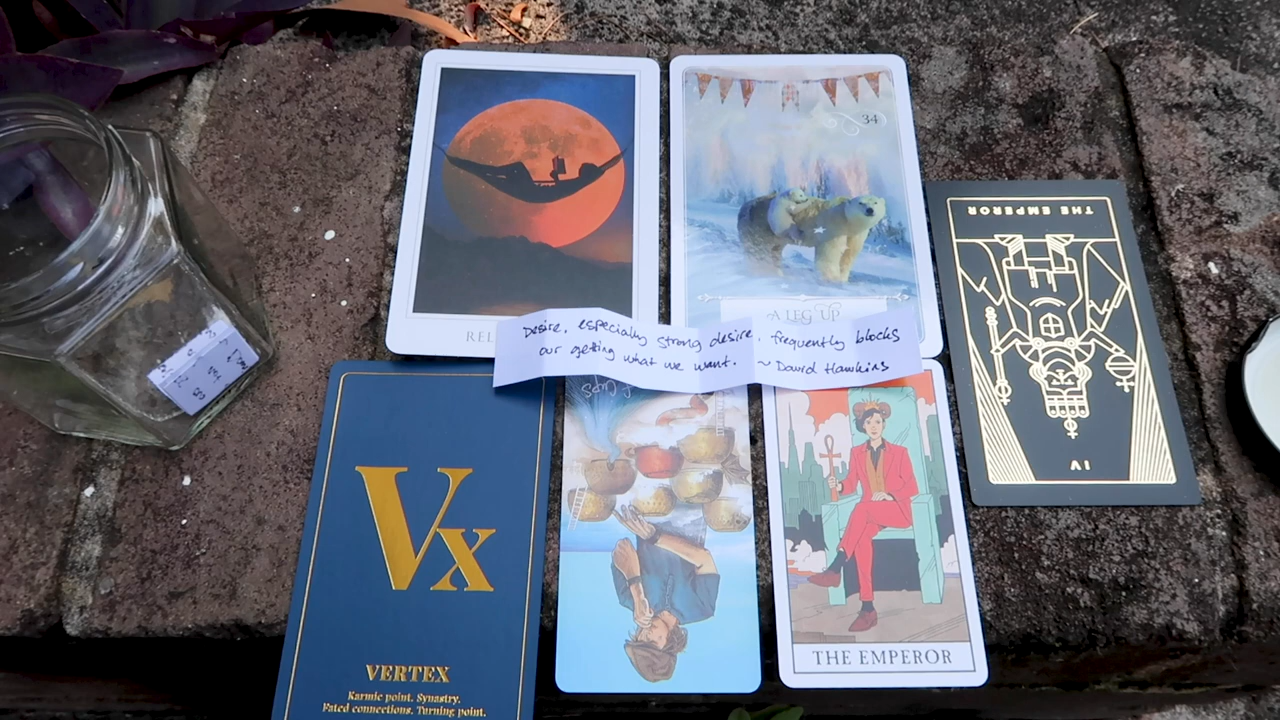 34
A LEG UP
THE EMPEROR
IV
Desire, especially strong desire, frequently blocks
our getting what we want. ~ David Hawkins
Vx
VERTEX
Karmic point. Synastry.
Fated connections. Turning point.
THE EMPEROR